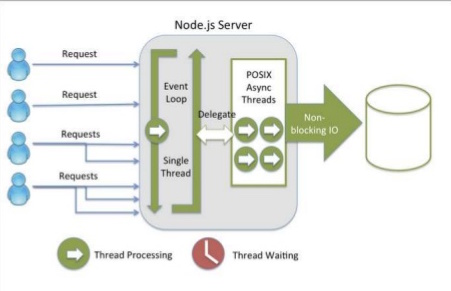 Node.js Server
Request
Request
Requests
Requests
Event
Loop
Single
Thread
Delegate
POSIX
Async
Threads
Non-
blocking IO
Thread Processing
Thread Waiting